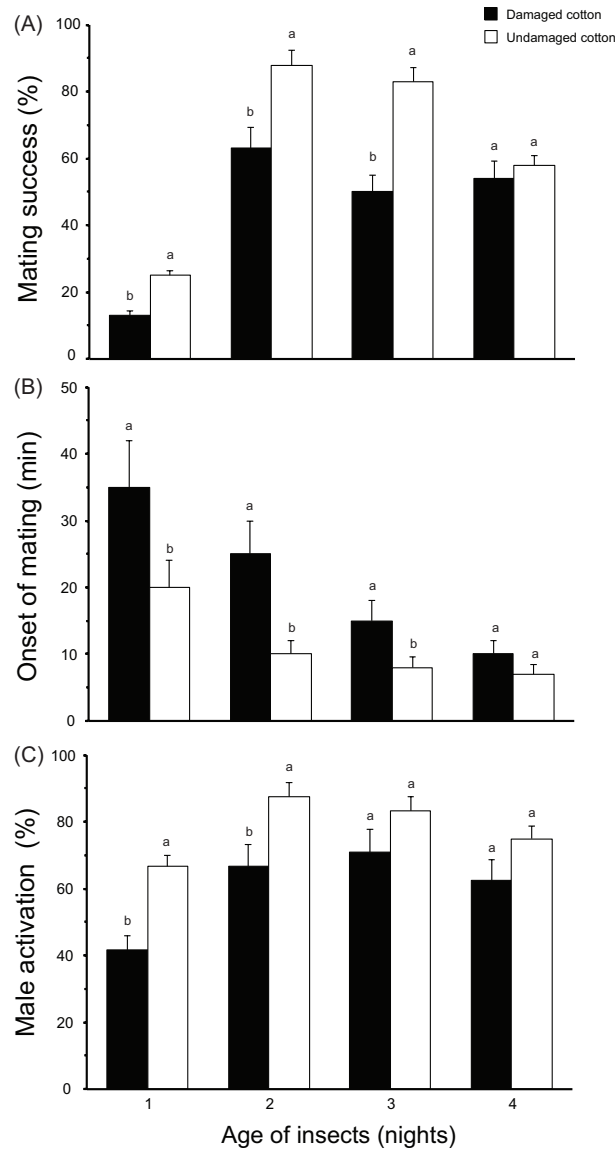 (A)
Damaged cotton
Undamaged cotton
Mating success (%)
100
80
60
40
20
0
b
a
b
a
b
a
a
a
(B)
Onset of mating (min)
50
40
30
20
10
0
a
b
a
b
a
b
a
a
(C)
Male activation (%)
100
80
60
40
20
0
b
a
b
a
a
a
a
a
1 2 3 4
Age of insects (nights)